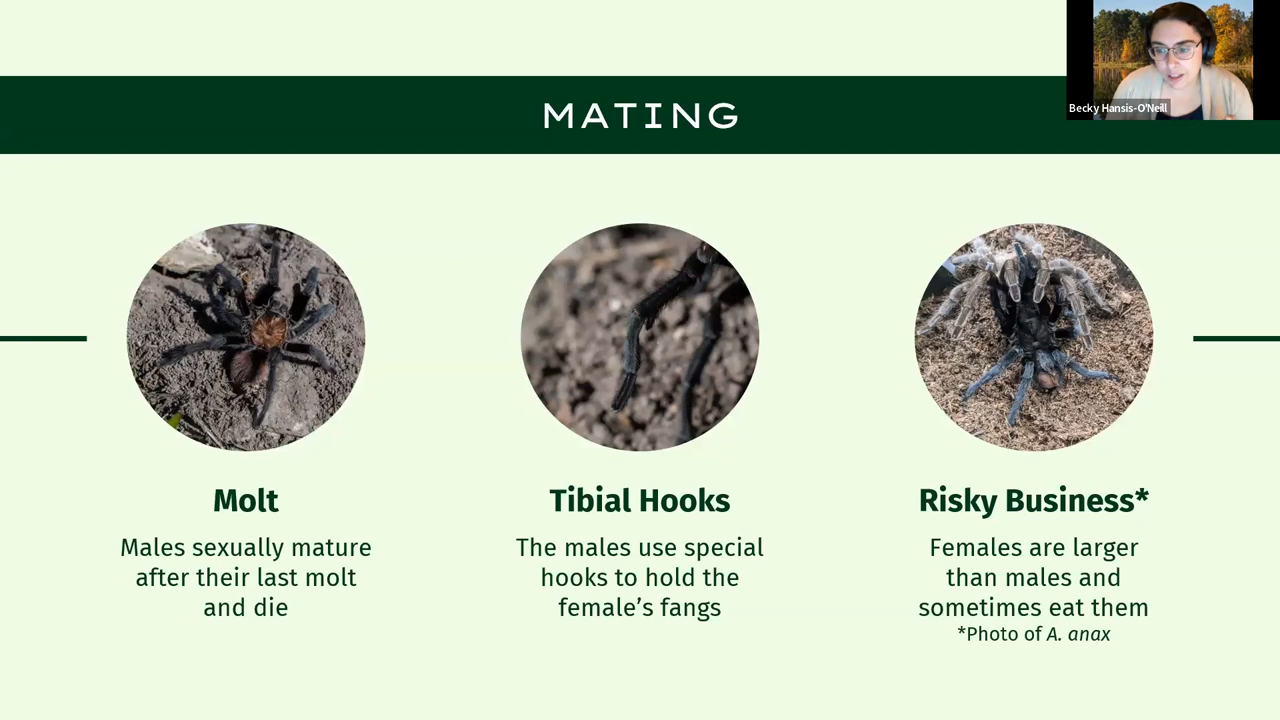 MATING
Becky Hansis-O'Neill
Molt
Males sexually mature
after their last molt
and die
Tibial Hooks
The males use special
hooks to hold the
female’s fangs
Risky Business*
Females are larger
than males and
sometimes eat them
*Photo of A. anax